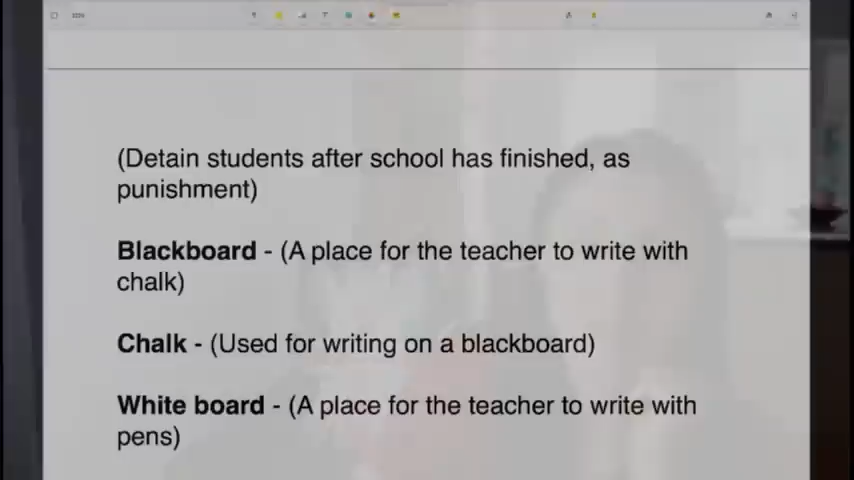 (Detain students after school has finished, as
punishment)
Blackboard - (A place for the teacher to write with
chalk)
Chalk - (Used for writing on a blackboard)
White board - (A place for the teacher to write with
pens)